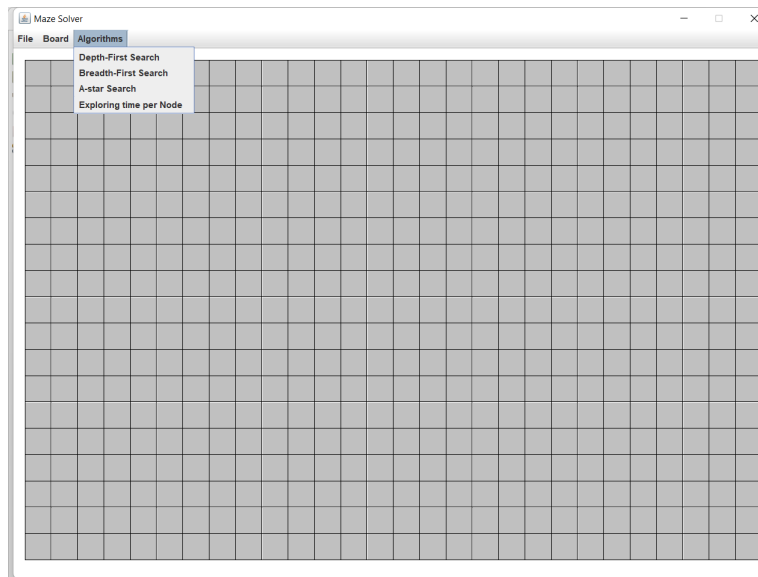 Maze Solver
File Board Algorithms
Depth-First Search
Breadth-First Search
A-star Search
Exploring time per Node